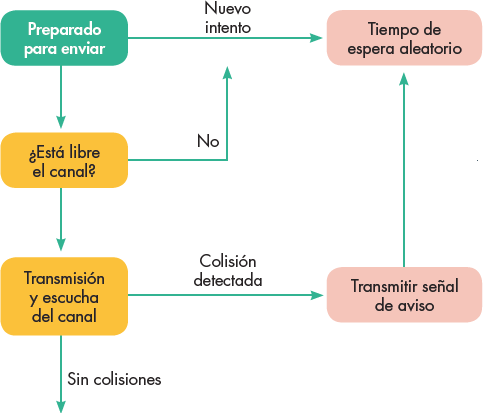 Preparado
para enviar
Nuevo
intento
Tiempo de
espera aleatorio
¿Está libre
el canal?
No
Transmisión
y escucha
del canal
Colisión
detectada
Transmitir señal
de aviso
Sin colisiones